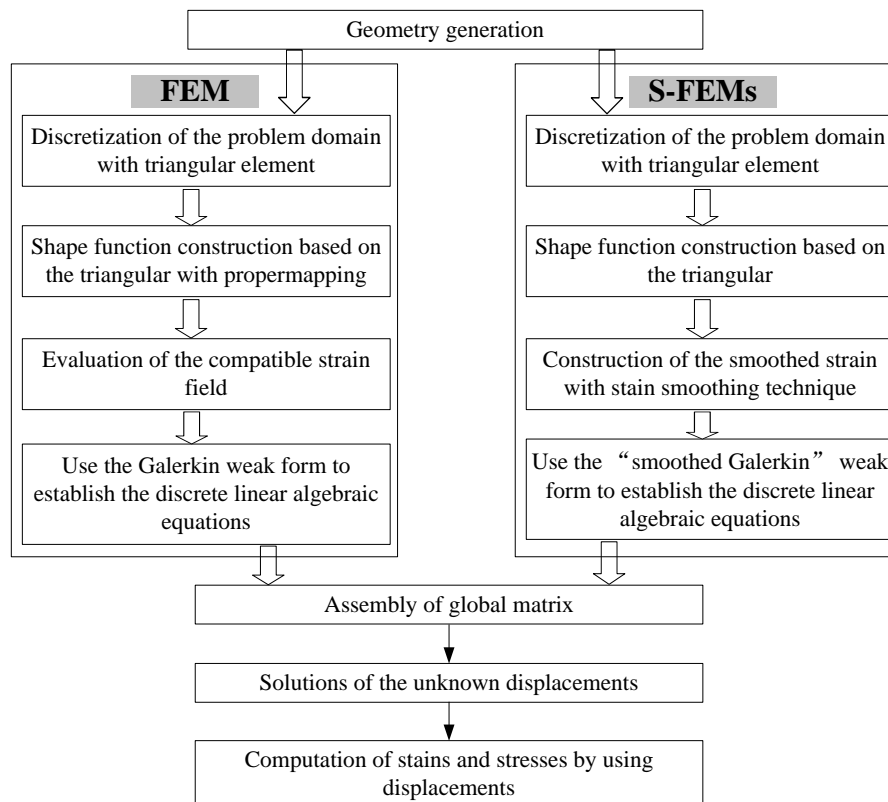 Geometry generation
FEM
Discretization of the problem domain
with triangular element
Shape function construction based on
the triangular with propermapping
Evaluation of the compatible strain
field
Use the Galerkin weak form to
establish the discrete linear algebraic
equations
S-FEMs
Discretization of the problem domain
with triangular element
Shape function construction based on
the triangular
Construction of the smoothed strain
with stain smoothing technique
Use the “smoothed Galerkin” weak
form to establish the discrete linear
algebraic equations
Assembly of global matrix
Solutions of the unknown displacements
Computation of stains and stresses by using
displacements